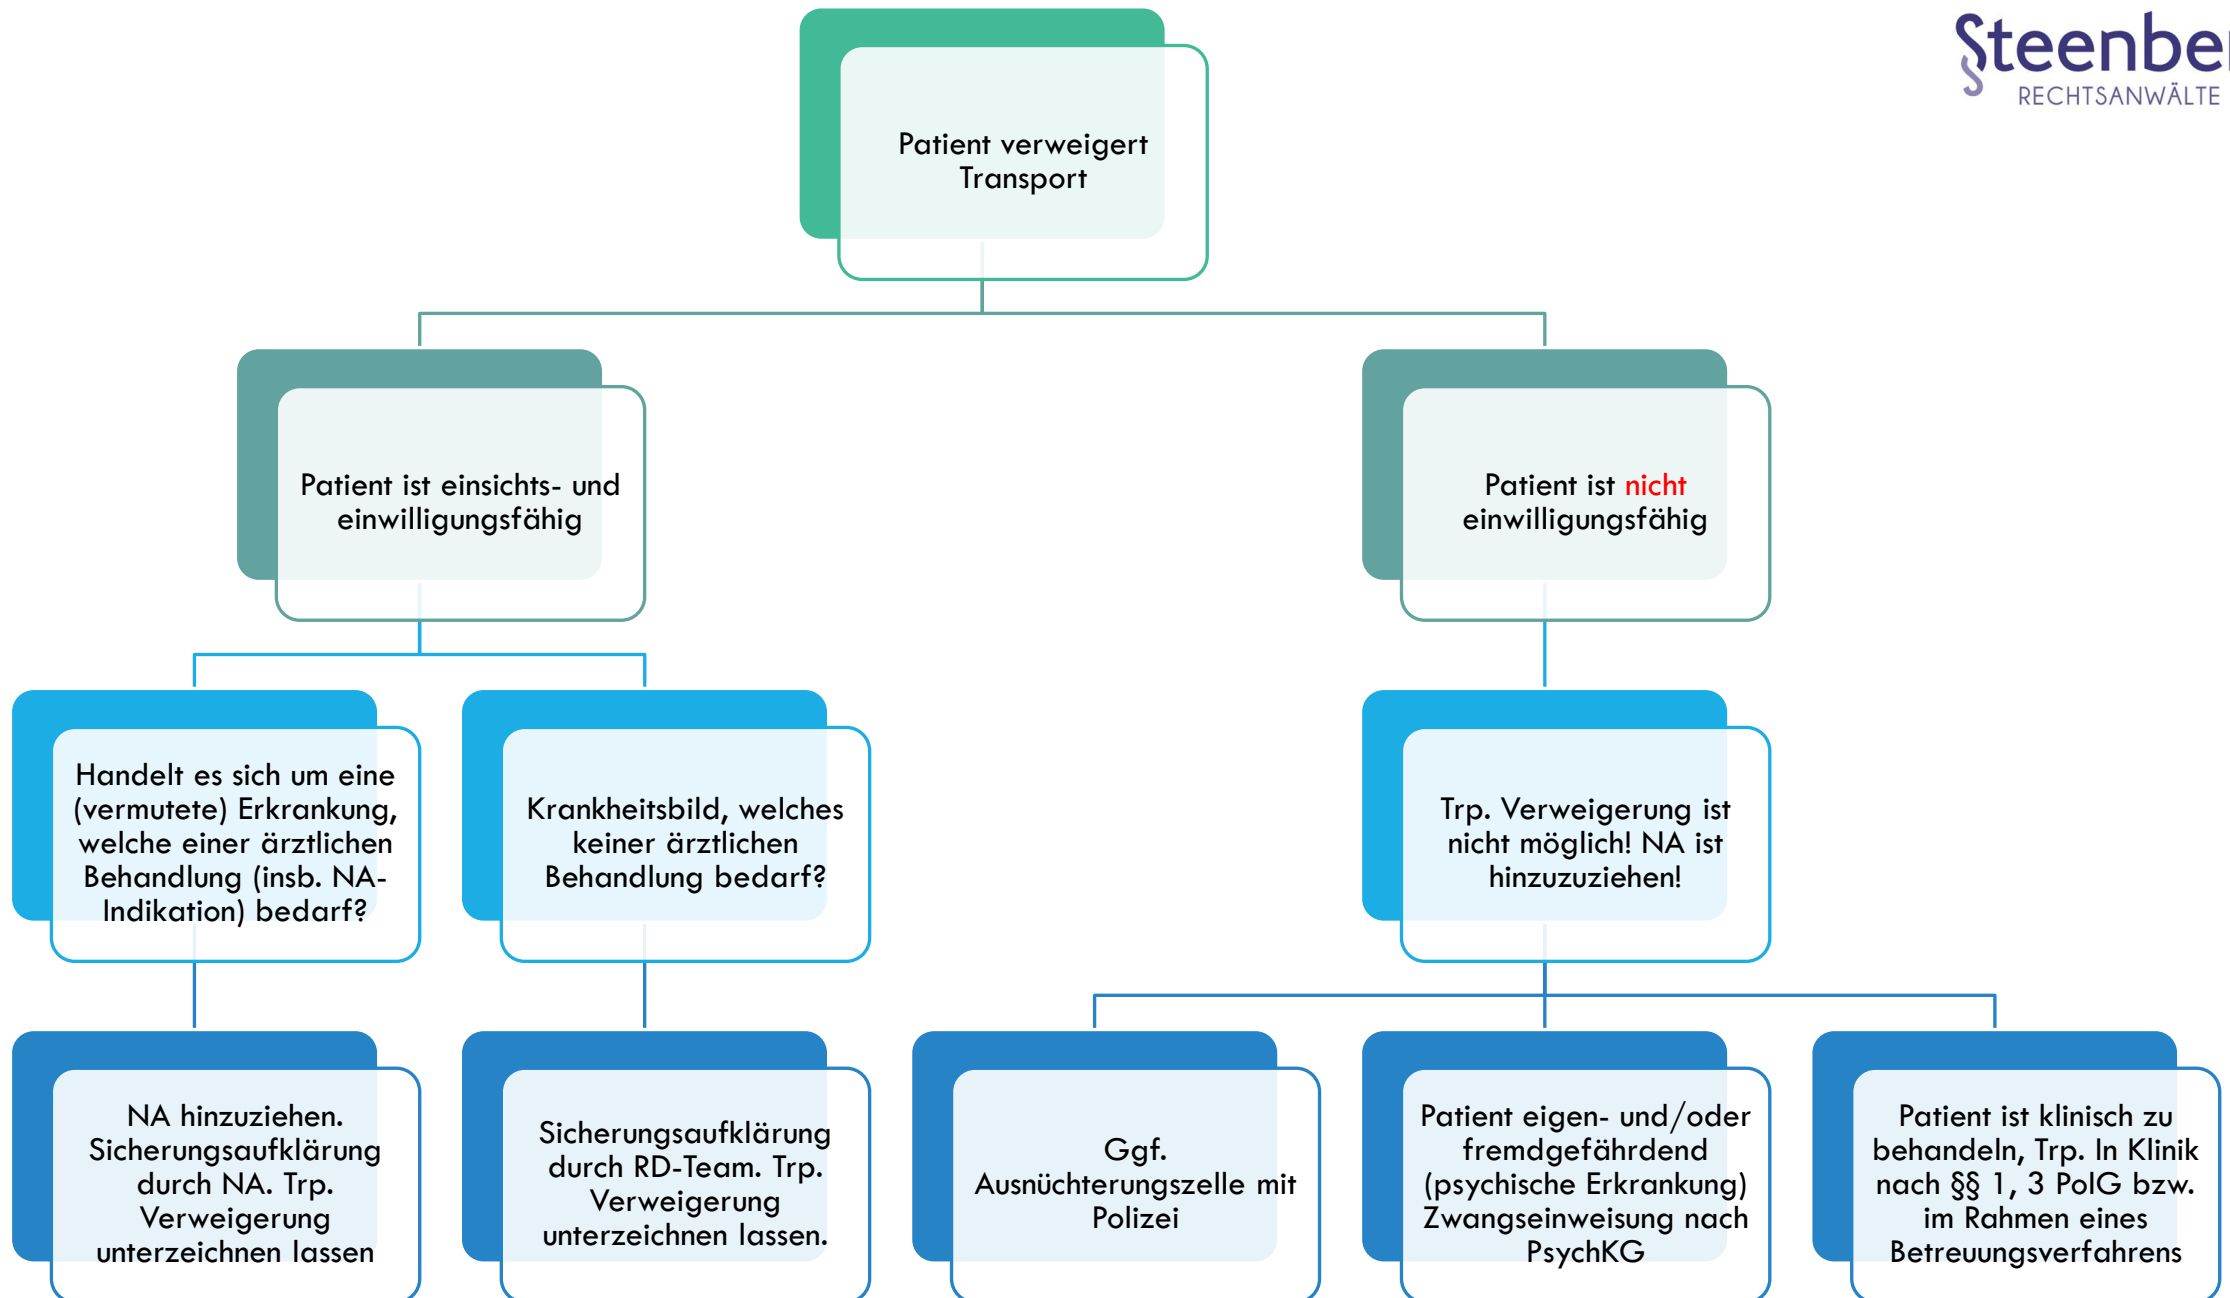 Steenber
RECHTSANWÄLTE
Patient verweigert
Transport
Patient ist einsichts- und
einwilligungsfähig
Patient ist nicht
einwilligungsfähig
Handelt es sich um eine
(vermutete) Erkrankung,
welche einer ärztlichen
Behandlung (insb. NA-
Indikation) bedarf?
Krankheitsbild, welches
keiner ärztlichen
Behandlung bedarf?
Trp. Verweigerung ist
nicht möglich! NA ist
hinzuzuziehen!
NA hinzuziehen.
Sicherungsaufklärung
durch NA. Trp.
Verweigerung
unterzeichnen lassen
Sicherungsaufklärung
durch RD-Team. Trp.
Verweigerung
unterzeichnen lassen.
Ggf.
Ausnüchterungszelle mit
Polizei
Patient eigen- und/oder
fremdgefährdend
(psychische Erkrankung)
Zwangseinweisung nach
PsychKG
Patient ist klinisch zu
behandeln, Trp. In Klinik
nach §§ 1, 3 PolG bzw.
im Rahmen eines
Betreuungsverfahrens